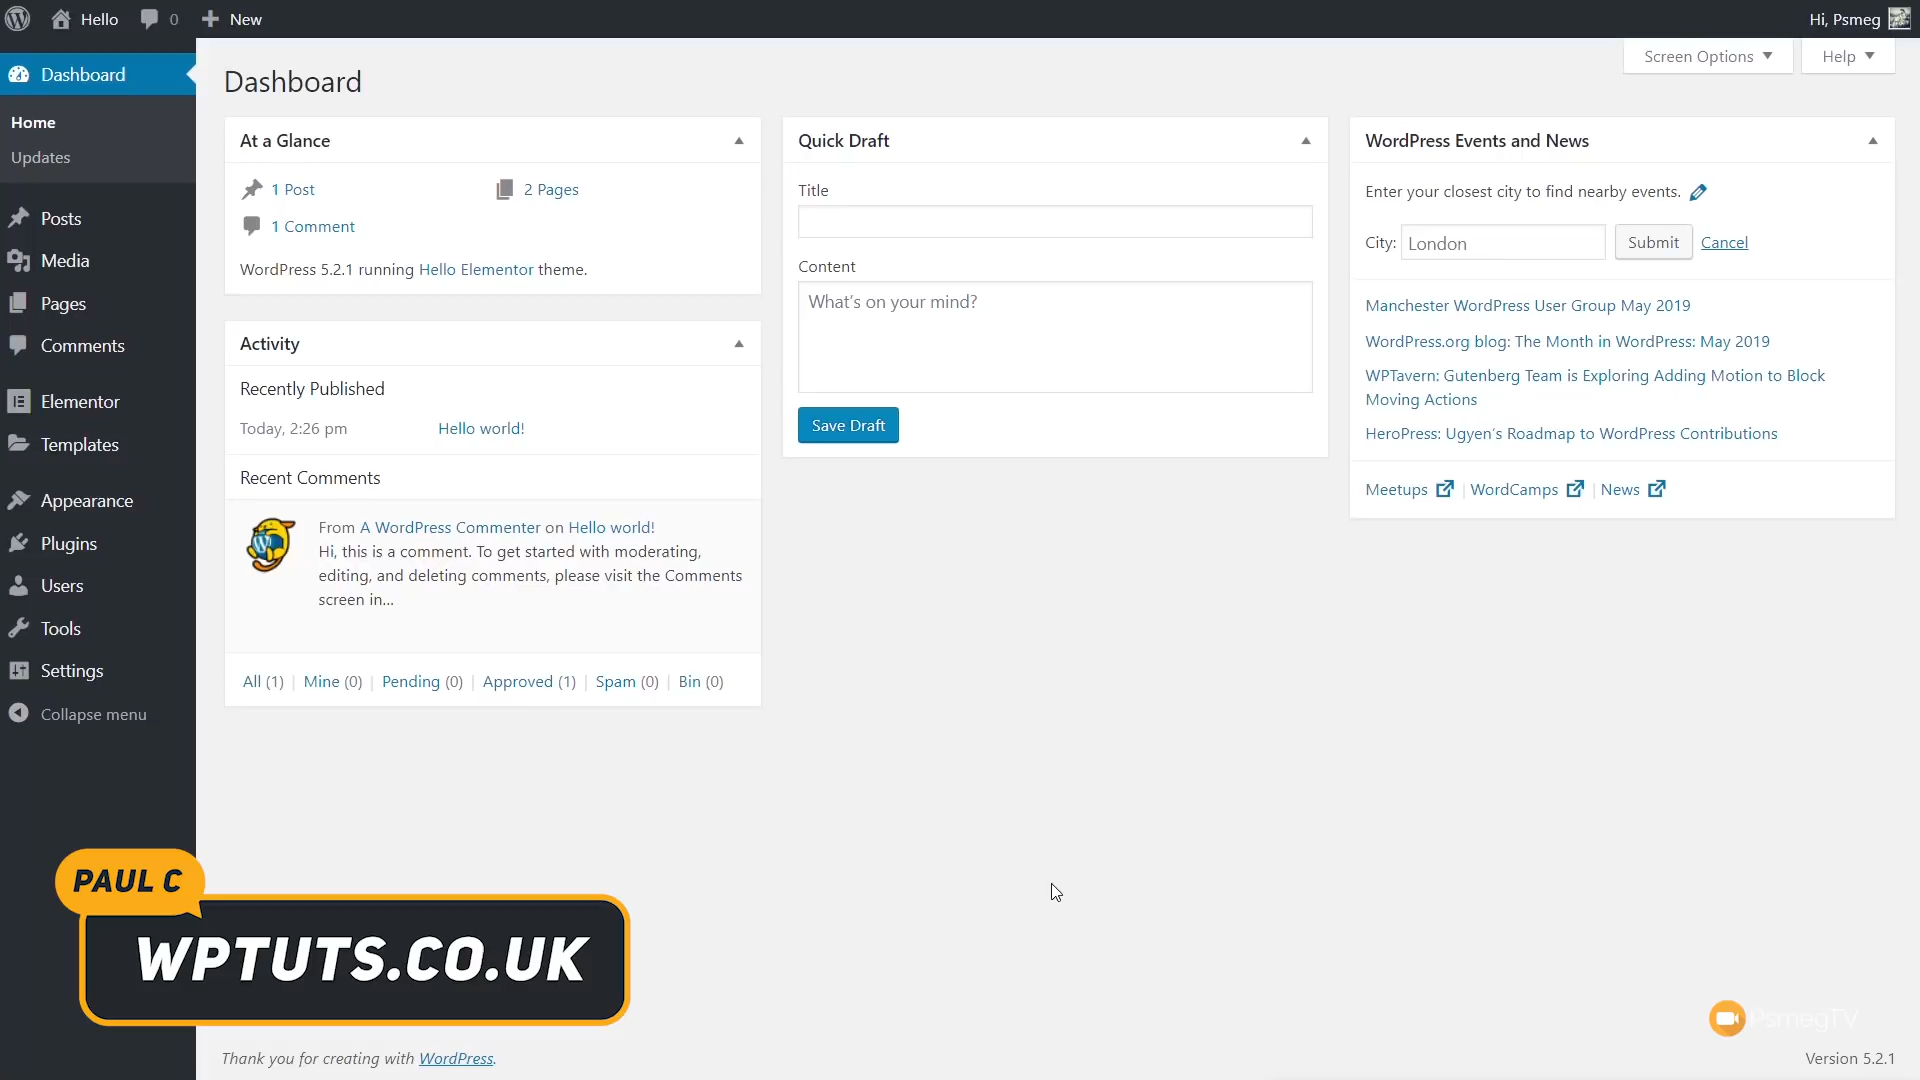 Hello
0
New
Hi, Psmeg
Dashboard
Home
Updates
Posts
Media
Pages
Comments
Elementor
Templates
Appearance
Plugins
Users
Tools
Settings
Collapse menu
Screen Options
Help
Dashboard
At a Glance
1 Post
2 Pages
1 Comment
WordPress 5.2.1 running Hello Elementor theme.
Activity
Recently Published
Today, 2:26 pm
Hello world!
Recent Comments
From A WordPress Commenter on Hello world!
Hi, this is a comment. To get started with moderating,
editing, and deleting comments, please visit the Comments
screen in…
All (1) | Mine (0) | Pending (0) | Approved (1) | Spam (0) | Bin (0)
Quick Draft
Title
Content
What’s on your mind?
Save Draft
WordPress Events and News
Enter your closest city to find nearby events.
City: London Submit Cancel
Manchester WordPress User Group May 2019
WordPress.org blog: The Month in WordPress: May 2019
WPTavern: Gutenberg Team is Exploring Adding Motion to Block
Moving Actions
HeroPress: Ugyen’s Roadmap to WordPress Contributions
Meetups | WordCamps | News
PAUL C
WPTUTS.CO.UK
PsmegTV
Thank you for creating with WordPress.
Version 5.2.1